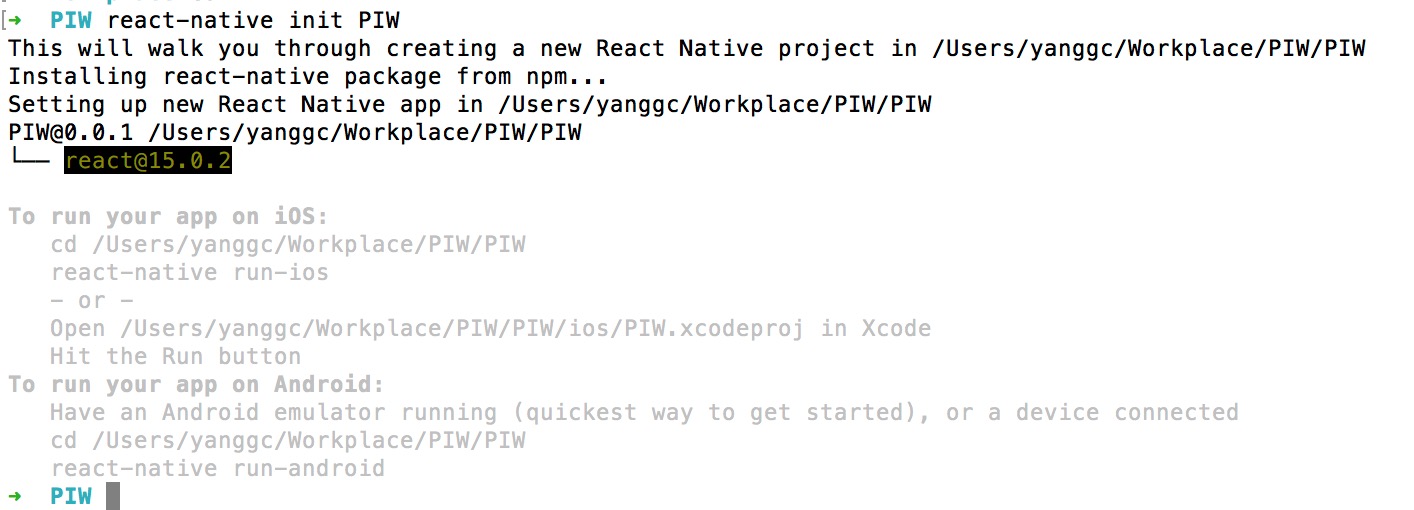 [➜  PIW react-native init PIW
This will walk you through creating a new React Native project in /Users/yanggc/Workplace/PIW/PIW
Installing react-native package from npm...
Setting up new React Native app in /Users/yanggc/Workplace/PIW/PIW
PIW@0.0.1 /Users/yanggc/Workplace/PIW/PIW
└── react@15.0.2
To run your app on iOS:
   cd /Users/yanggc/Workplace/PIW/PIW
   react-native run-ios
   - or -
   Open /Users/yanggc/Workplace/PIW/PIW/ios/PIW.xcodeproj in Xcode
   Hit the Run button
To run your app on Android:
   Have an Android emulator running (quickest way to get started), or a device connected
   cd /Users/yanggc/Workplace/PIW/PIW
   react-native run-android
➜  PIW